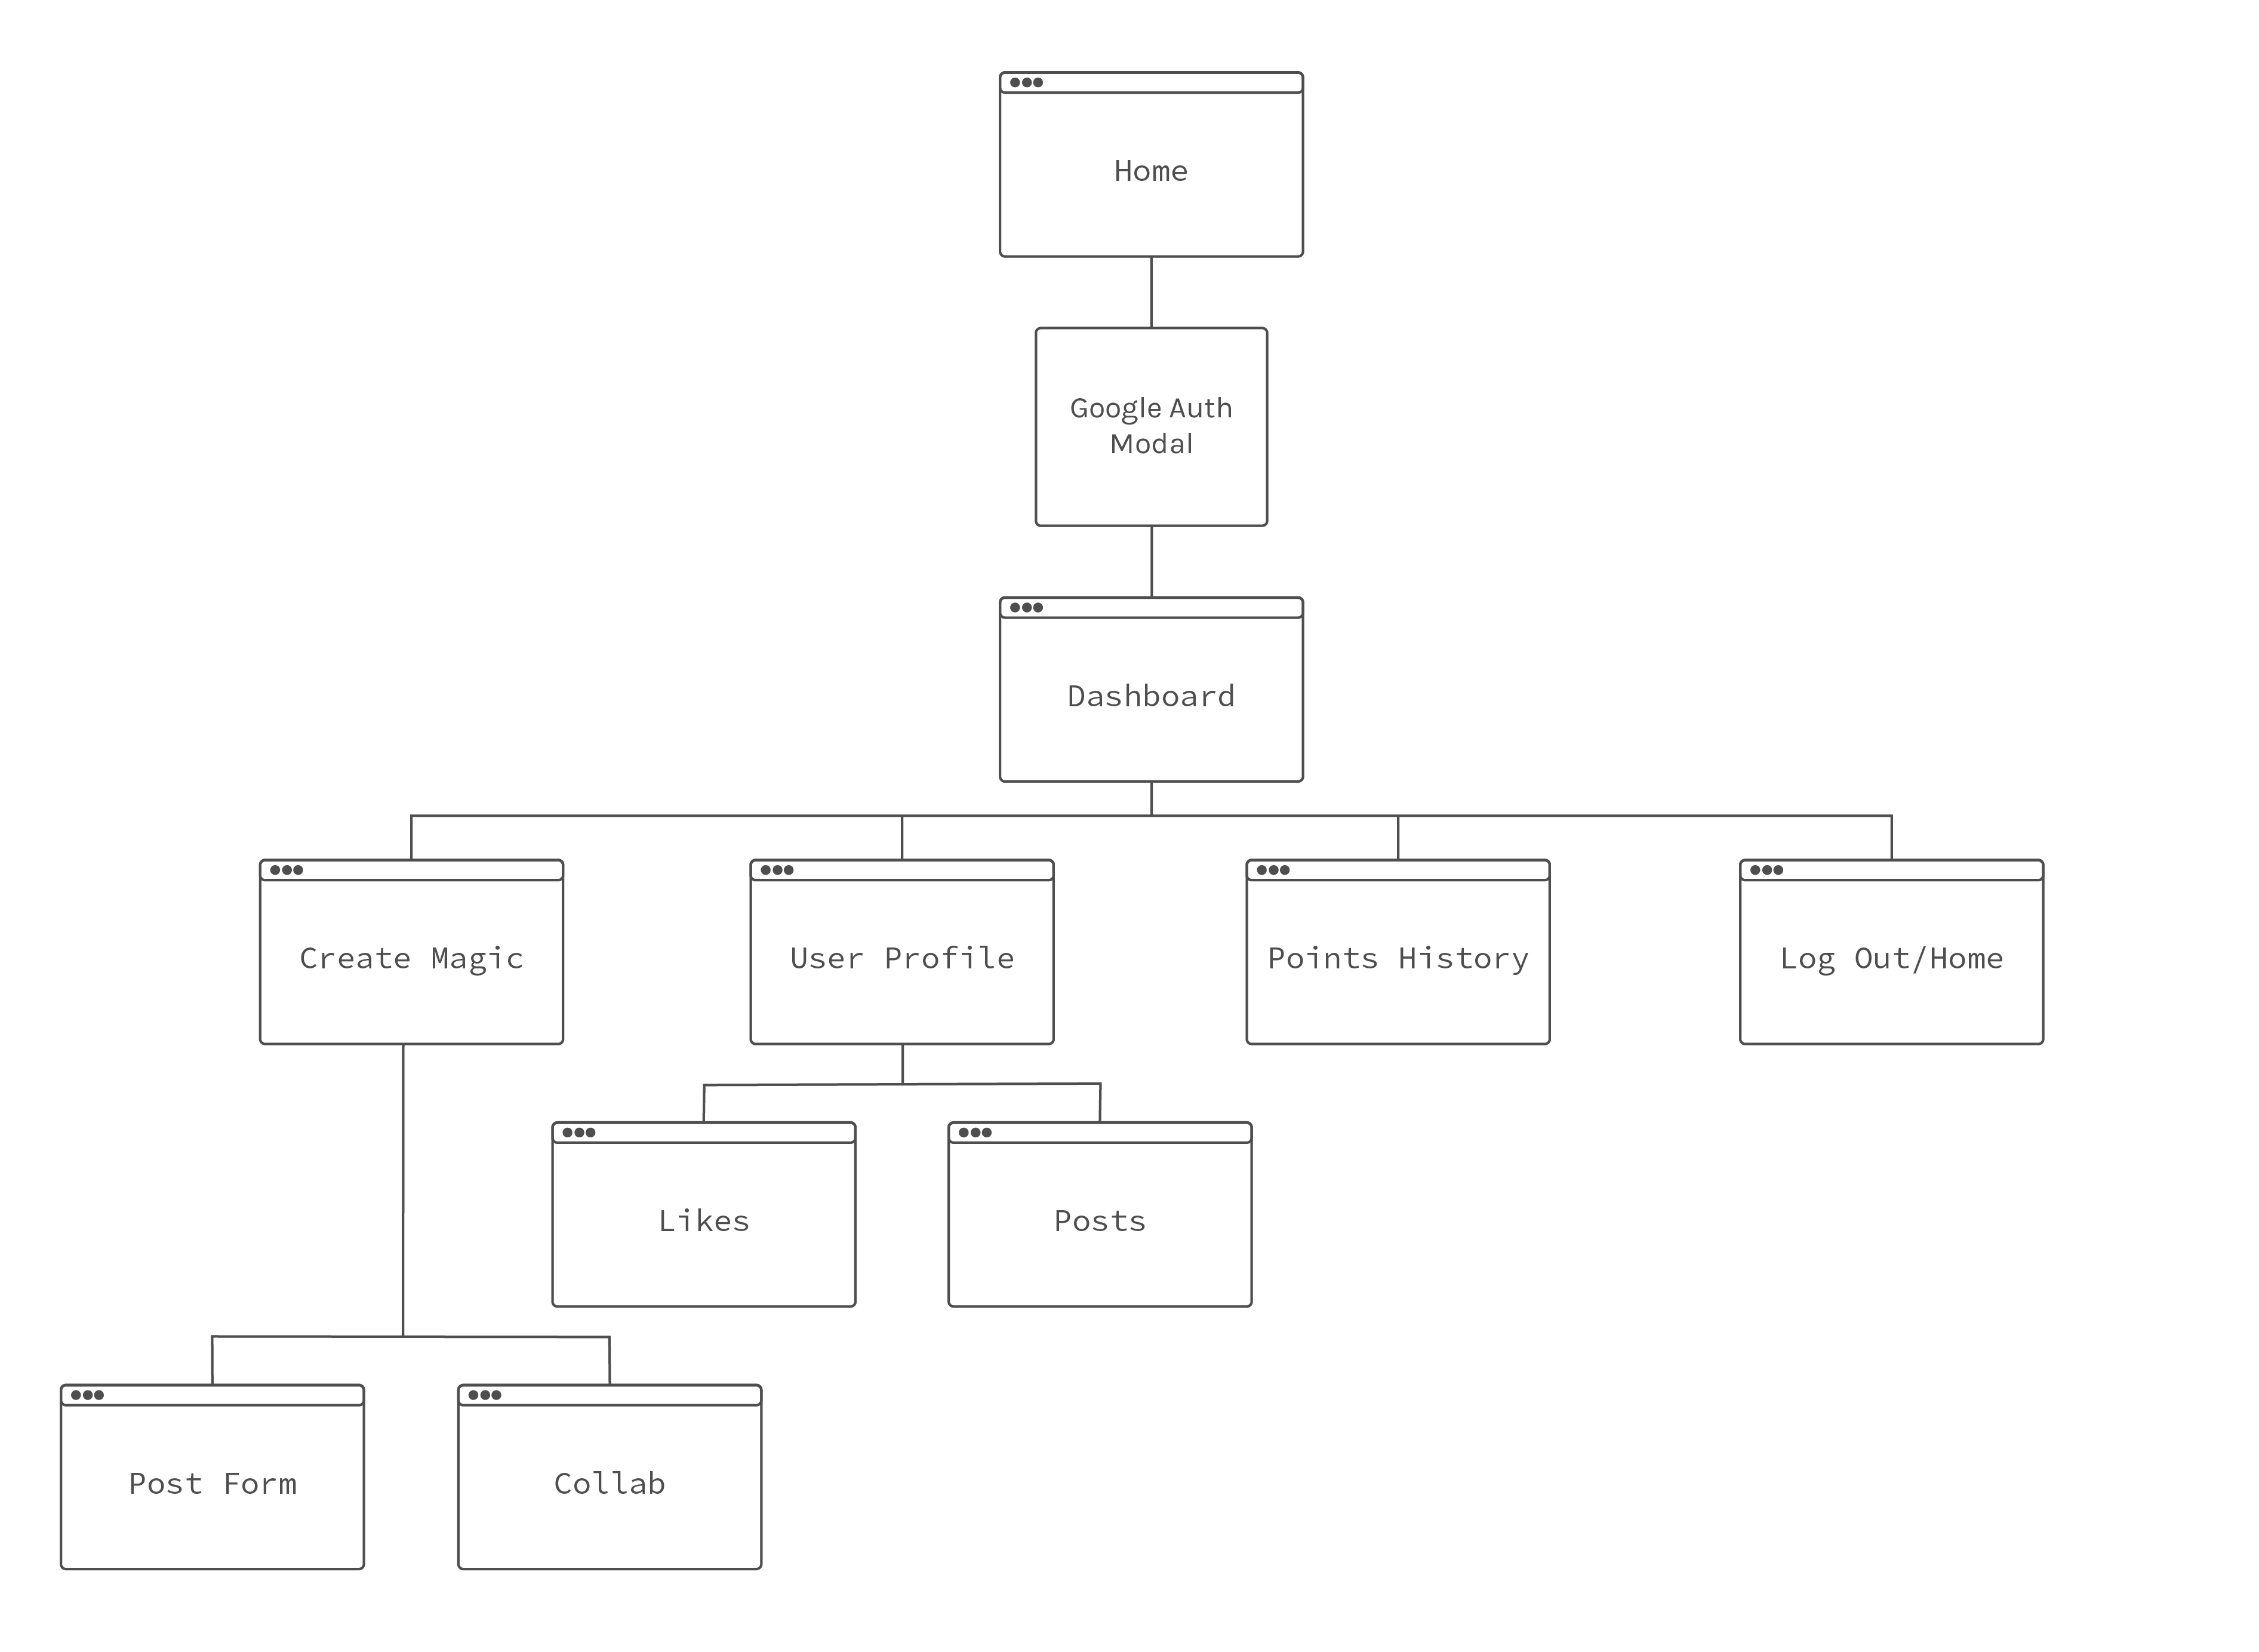 Home
Google Auth
Modal
Dashboard
Create Magic
User Profile
Points History
Log Out/Home
Likes
Posts
Post Form
Collab